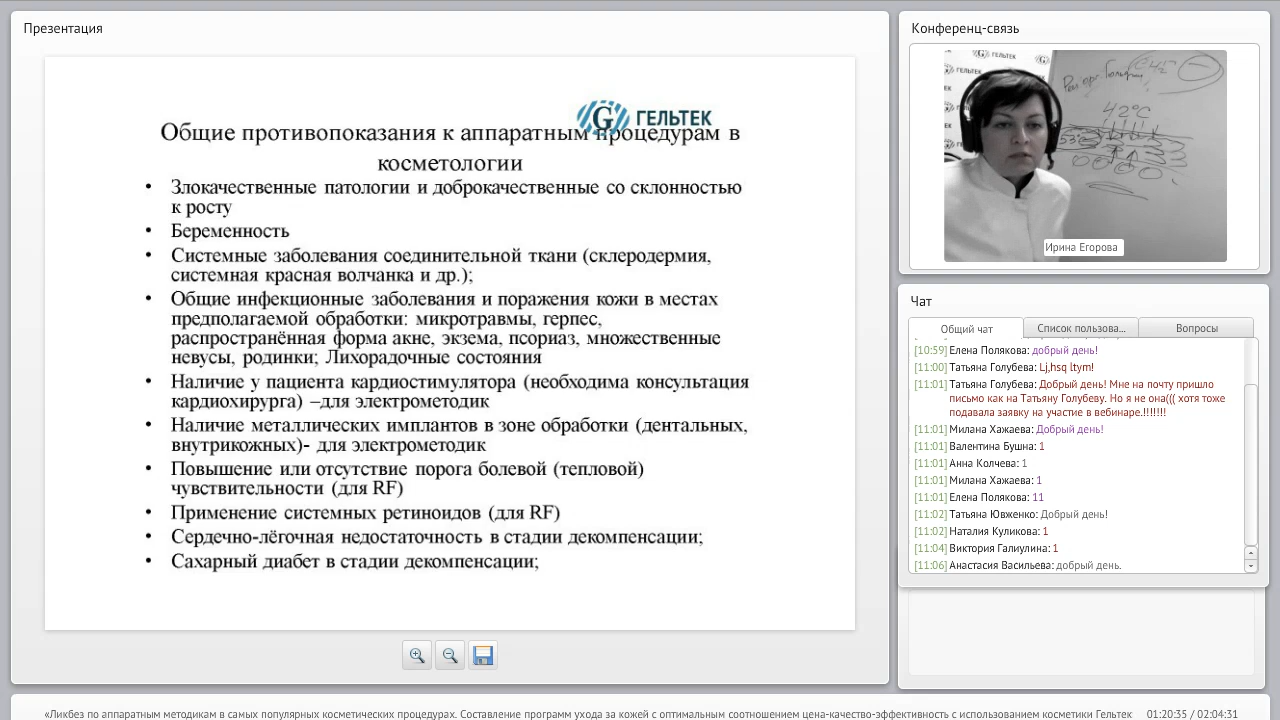 Презентация
ГЕЛЬТЕК
Общие противопоказания к аппаратным процедурам в
косметологии
• Злокачественные патологии и доброкачественные со склонностью
к росту
• Беременность
• Системные заболевания соединительной ткани (склеродермия,
системная красная волчанка и др.);
• Общие инфекционные заболевания и поражения кожи в местах
предполагаемой обработки: микротравмы, герпес,
распространённая форма акне, экзема, псориаз, множественные
невусы, родинки; Лихорадочные состояния
• Наличие у пациента кардиостимулятора (необходима консультация
кардиохирурга) –для электрометодик
• Наличие металлических имплантов в зоне обработки (дентальных,
внутрикожных)- для электрометодик
• Повышение или отсутствие порога болевой (тепловой)
чувствительности (для RF)
• Применение системных ретиноидов (для RF)
• Сердечно-лёгочная недостаточность в стадии декомпенсации;
• Сахарный диабет в стадии декомпенсации;
Конференц-связь
ГЕЛЬТЕК
42°C
Ирина Егорова
Чат
Общий чат Список пользова... Вопросы
[10:59] Елена Полякова: добрый день!
[11:00] Татьяна Голубева: Lj,hsq ltym!
[11:01] Татьяна Голубева: Добрый день! Мне на почту пришло
письмо как на Татьяну Голубеву. Но я не она((( хотя тоже
подавала заявку на участие в вебинаре.!!!!!!!
[11:01] Милана Хажаева: Добрый день!
[11:01] Валентина Бушна: 1
[11:01] Анна Колчева: 1
[11:01] Милана Хажаева: 1
[11:01] Елена Полякова: 11
[11:02] Татьяна Ювженко: Добрый день!
[11:02] Наталия Куликова: 1
[11:04] Виктория Галиулина: 1
[11:06] Анастасия Васильева: добрый день.
«Ликбез по аппаратным методикам в самых популярных косметических процедурах. Составление программ ухода за кожей с оптимальным соотношением цена-качество-эффективность с использованием косметики Гельтек 01:20:35 / 02:04:31